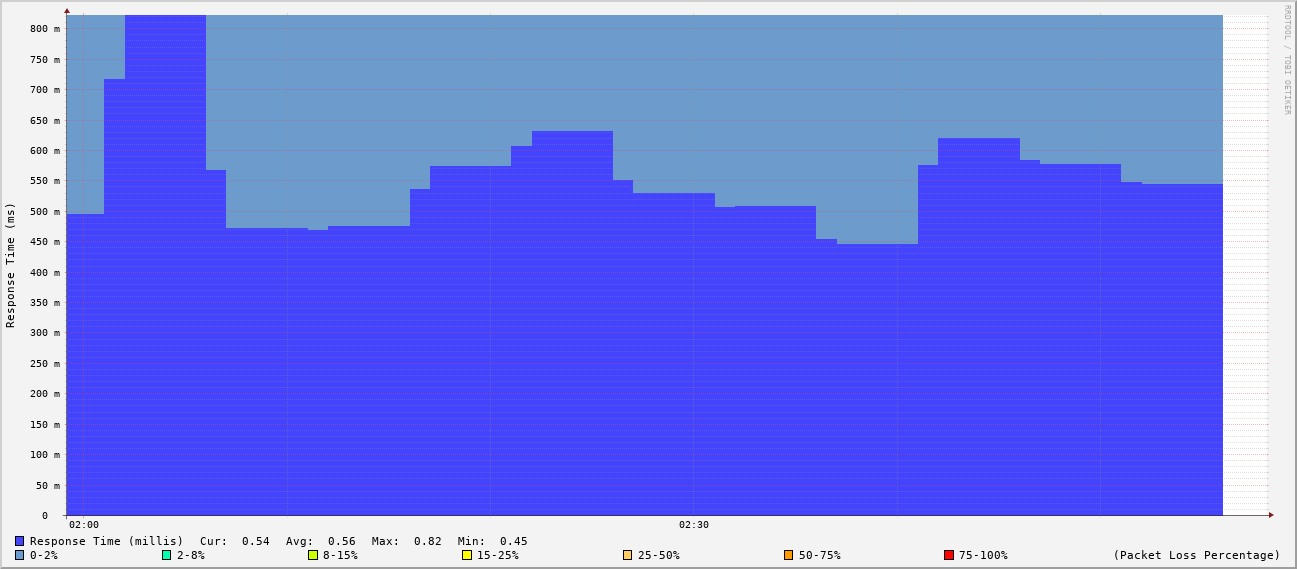 RRDTOOL / TOBI OETIKER
Response Time (ms)
800 m
750 m
700 m
650 m
600 m
550 m
500 m
450 m
400 m
350 m
300 m
250 m
200 m
150 m
100 m
50 m
0
02:00 02:30
Response Time (millis) Cur: 0.54 Avg: 0.56 Max: 0.82 Min: 0.45
0-2% 2-8% 8-15% 15-25% 25-50% 50-75% 75-100% (Packet Loss Percentage)